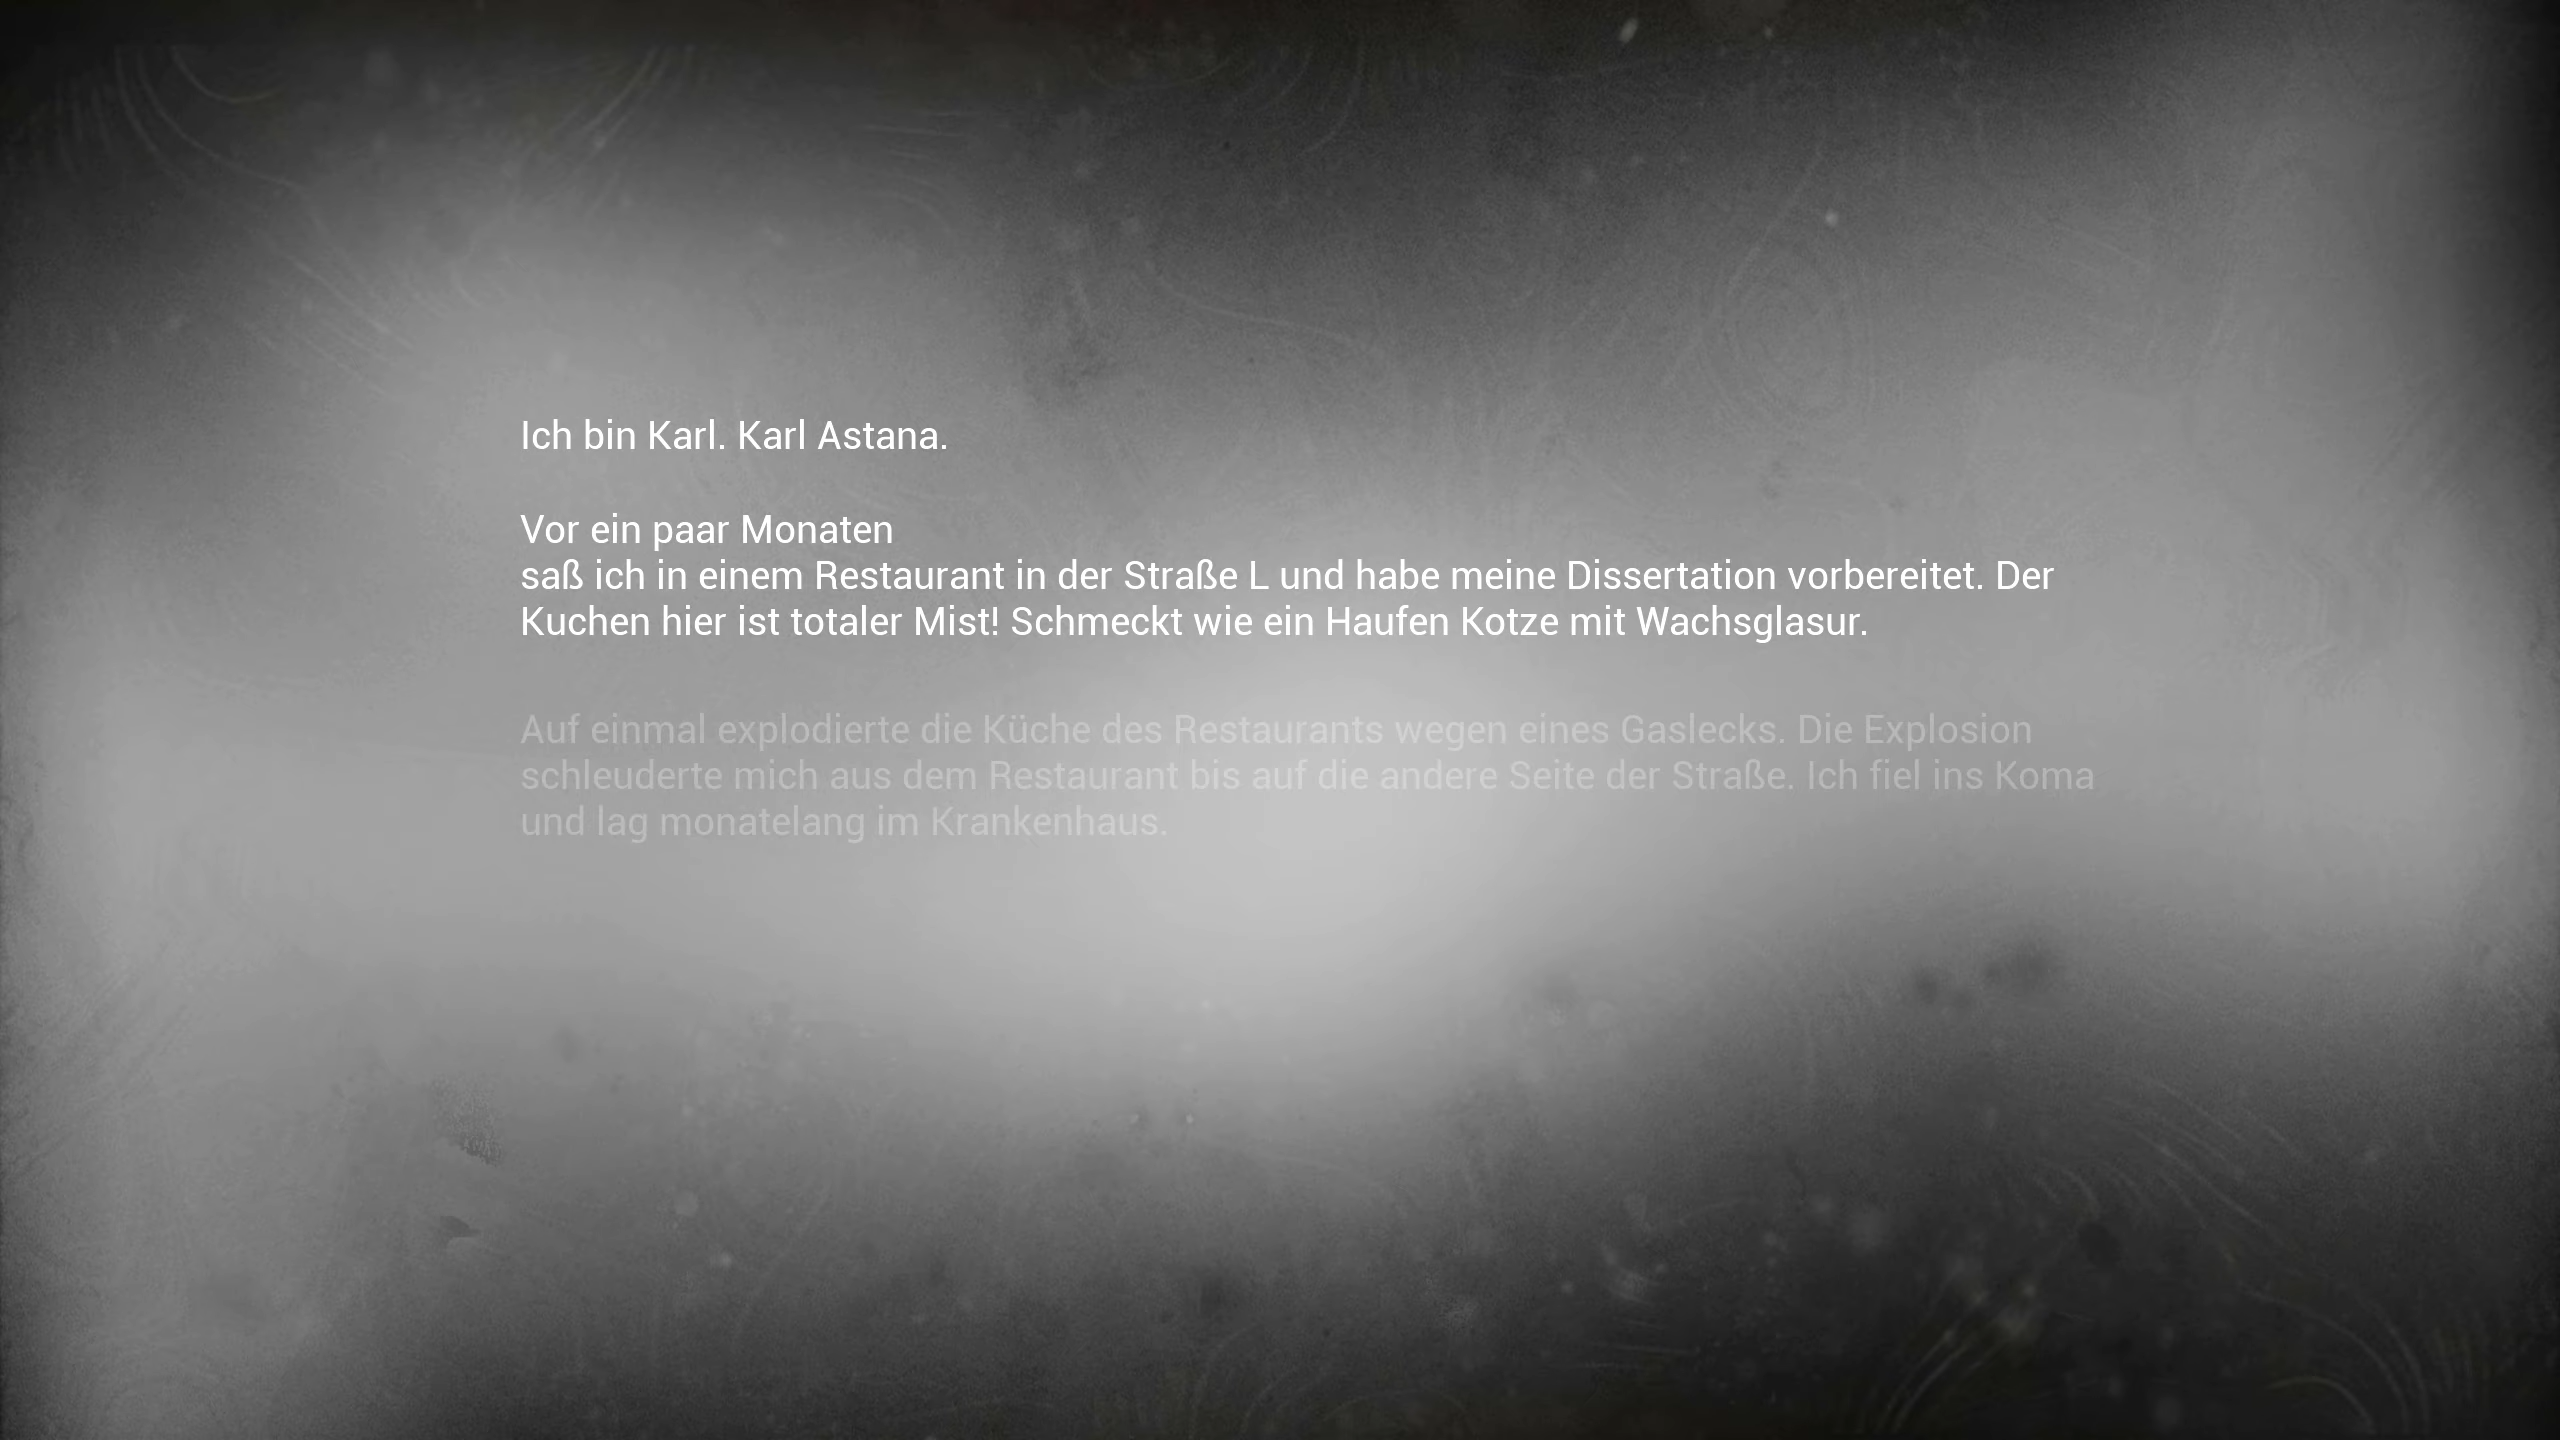 Ich bin Karl. Karl Astana.
Vor ein paar Monaten
saß ich in einem Restaurant in der Straße L und habe meine Dissertation vorbereitet. Der
Kuchen hier ist totaler Mist! Schmeckt wie ein Haufen Kotze mit Wachsglasur.
Auf einmal explodierte die Küche des Restaurants wegen eines Gaslecks. Die Explosion
schleuderte mich aus dem Restaurant bis auf die andere Seite der Straße. Ich fiel ins Koma
und lag monatelang im Krankenhaus.